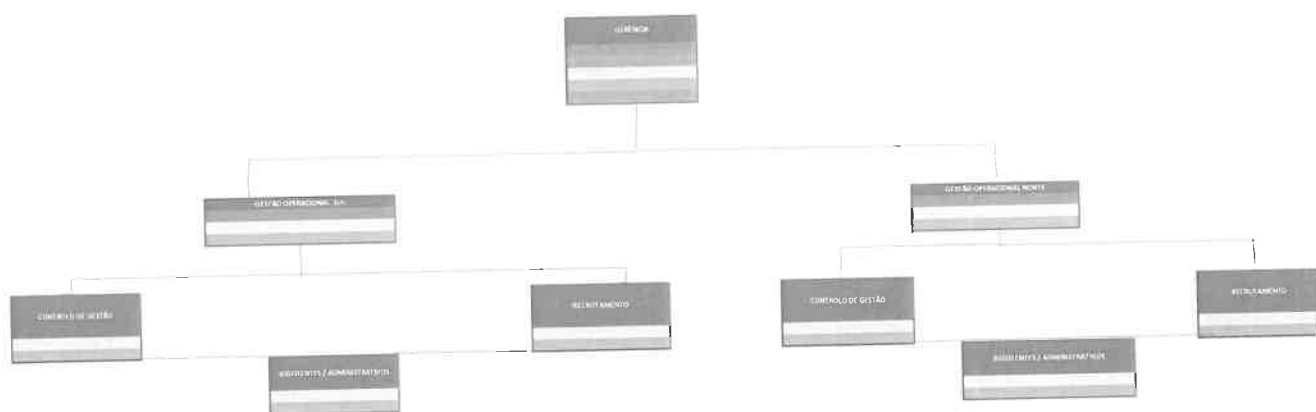 GERÊNCIA
GESTÃO OPERACIONAL SUL
GESTÃO OPERACIONAL NORTE
CONTROLO DE GESTÃO
RECRUTAMENTO
CONTROLO DE GESTÃO
RECRUTAMENTO
ASSISTENTES / ADMINISTRATIVOS
ASSISTENTES / ADMINISTRATIVOS